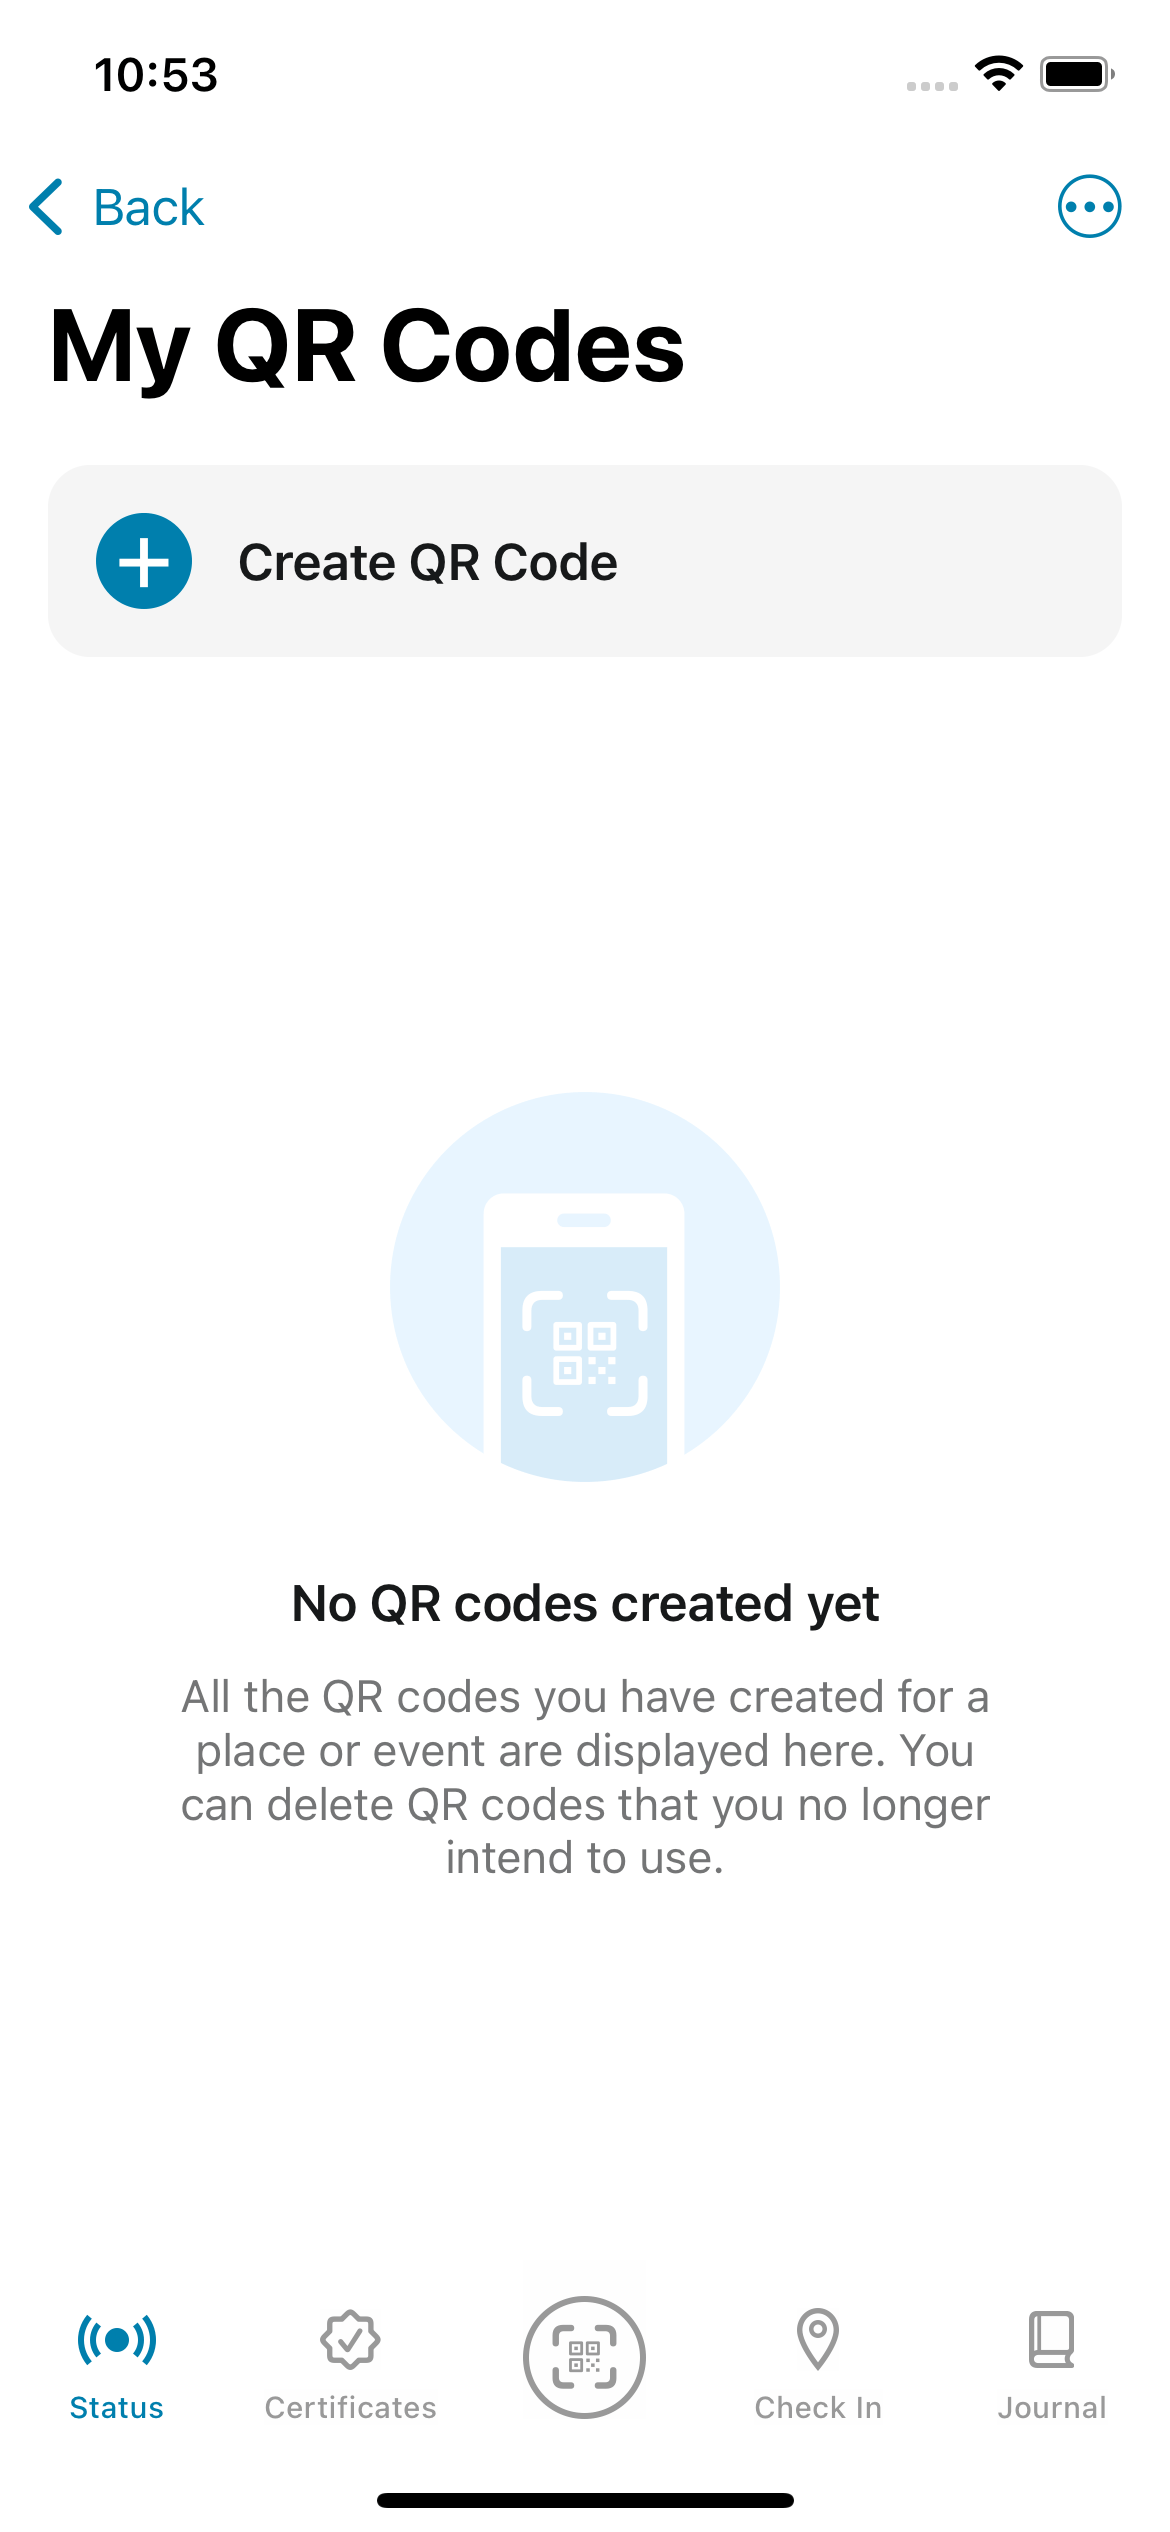 10:53
Back
My QR Codes
Create QR Code
No QR codes created yet
All the QR codes you have created for a
place or event are displayed here. You
can delete QR codes that you no longer
intend to use.
Status
Certificates
Check In
Journal